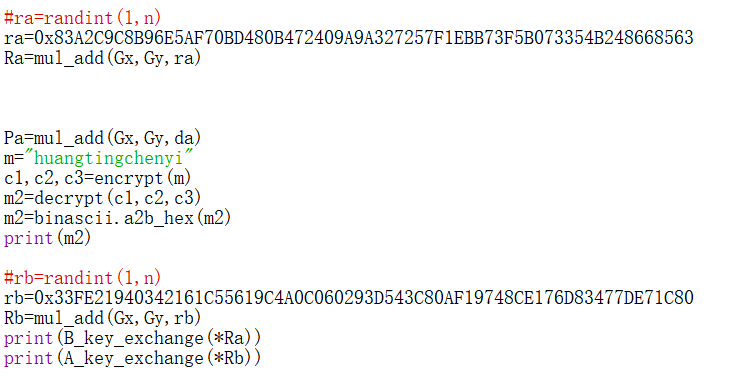 #ra=randint(1,n)
ra=0x83A2C9C8B96E5AF70BD480B472409A9A327257F1EBB73F5B073354B248668563
Ra=mul_add(Gx,Gy,ra)
Pa=mul_add(Gx,Gy,da)
m="huangtingchenyi"
c1,c2,c3=encrypt(m)
m2=decrypt(c1,c2,c3)
m2=binascii.a2b_hex(m2)
print(m2)
#rb=randint(1,n)
rb=0x33FE21940342161C55619C4A0C060293D543C80AF19748CE176D83477DE71C80
Rb=mul_add(Gx,Gy,rb)
print(B_key_exchange(*Ra))
print(A_key_exchange(*Rb))